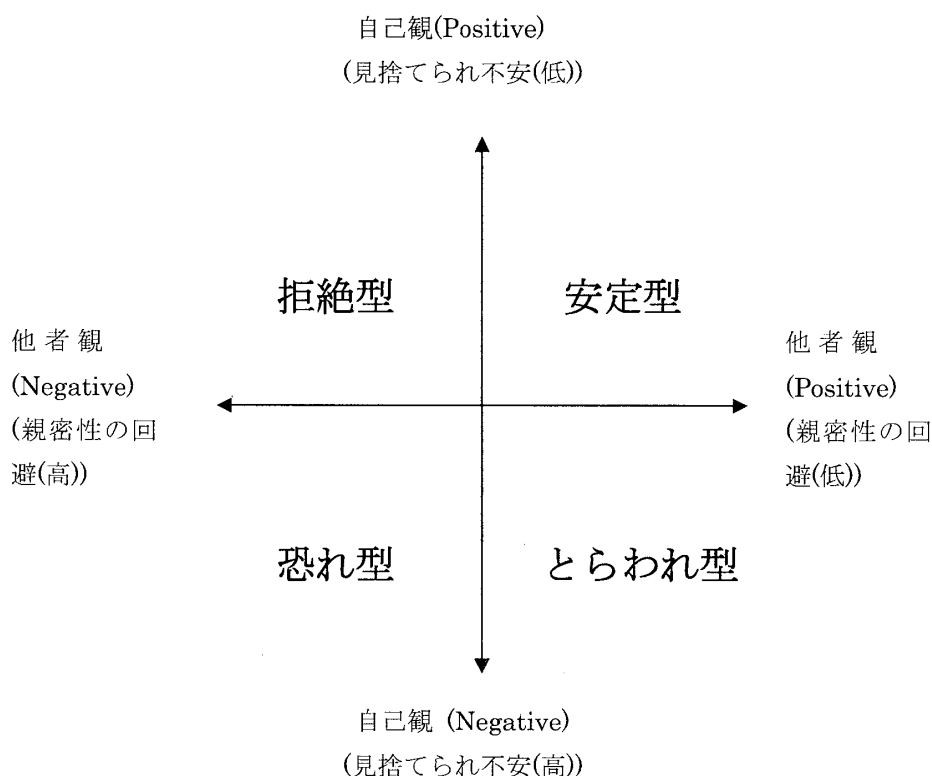 自己観(Positive)
(見捨てられ不安(低))
拒絶型
安定型
他者観
(Negative)
(親密性の回
避(高))
他者観
(Positive)
(親密性の回
避(低))
恐れ型
とらわれ型
自己観 (Negative)
(見捨てられ不安(高))